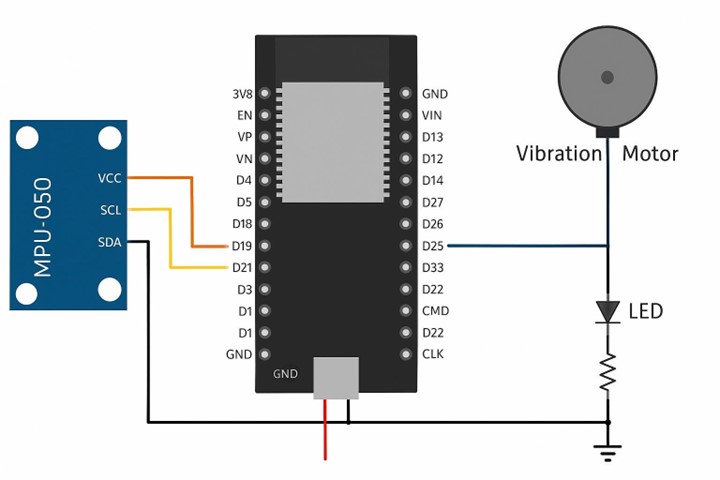 MPU-050
VCC
SCL
SDA
3V8
EN
VP
VN
D4
D5
D18
D19
D21
D3
D1
D1
GND
GND
GND
VIN
D13
D12
D14
D27
D26
D25
D33
D22
CMD
D22
CLK
Vibration Motor
LED